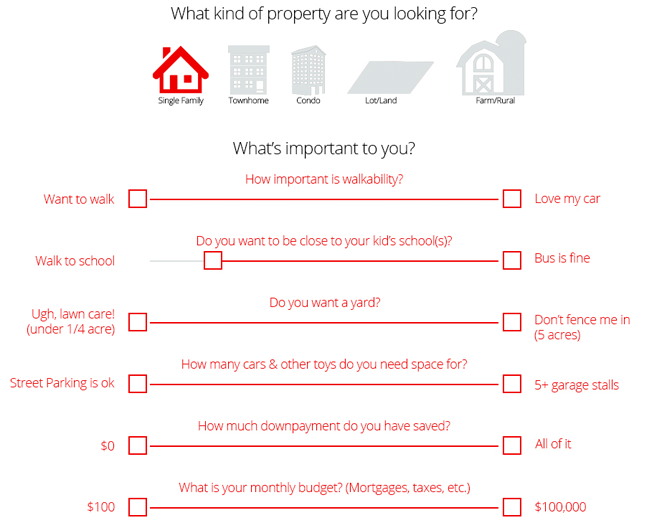 What kind of property are you looking for?
Single Family
Townhome
Condo
Lot/Land
Farm/Rural
What's important to you?
How important is walkability?
Want to walk
Love my car
Do you want to be close to your kid's school(s)?
Walk to school
Bus is fine
Do you want a yard?
Ugh, lawn care!
(under 1/4 acre)
Don't fence me in
(5 acres)
How many cars & other toys do you need space for?
Street Parking is ok
5+ garage stalls
How much downpayment do you have saved?
$0
All of it
What is your monthly budget? (Mortgages, taxes, etc.)
$100
$100,000